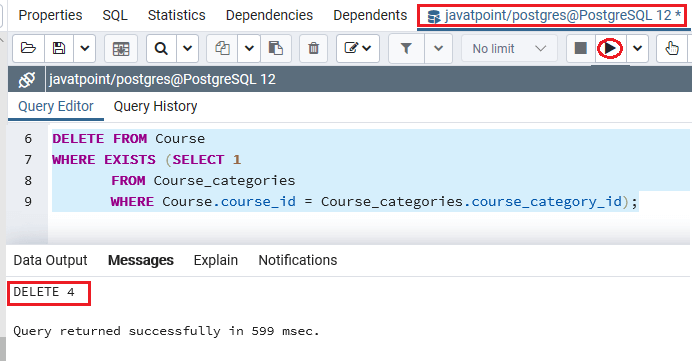 Properties SQL Statistics Dependencies Dependents javatpoint/postgres@PostgreSQL 12 *
No limit
javatpoint/postgres@PostgreSQL 12
Query Editor Query History
6 DELETE FROM Course
7 WHERE EXISTS (SELECT 1
8 FROM Course_categories
9 WHERE Course.course_id = Course_categories.course_category_id);
Data Output Messages Explain Notifications
DELETE 4
Query returned successfully in 599 msec.